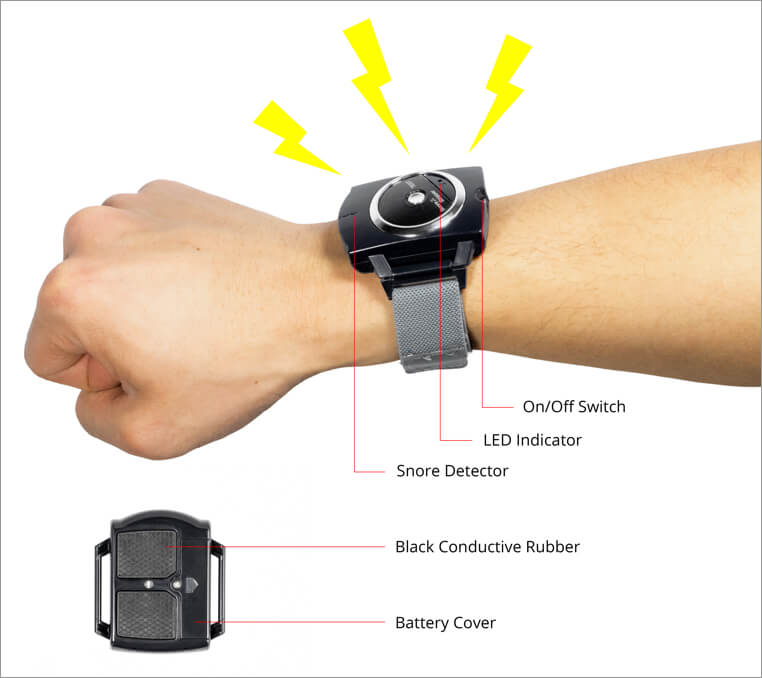 On/Off Switch
LED Indicator
Snore Detector
Black Conductive Rubber
Battery Cover